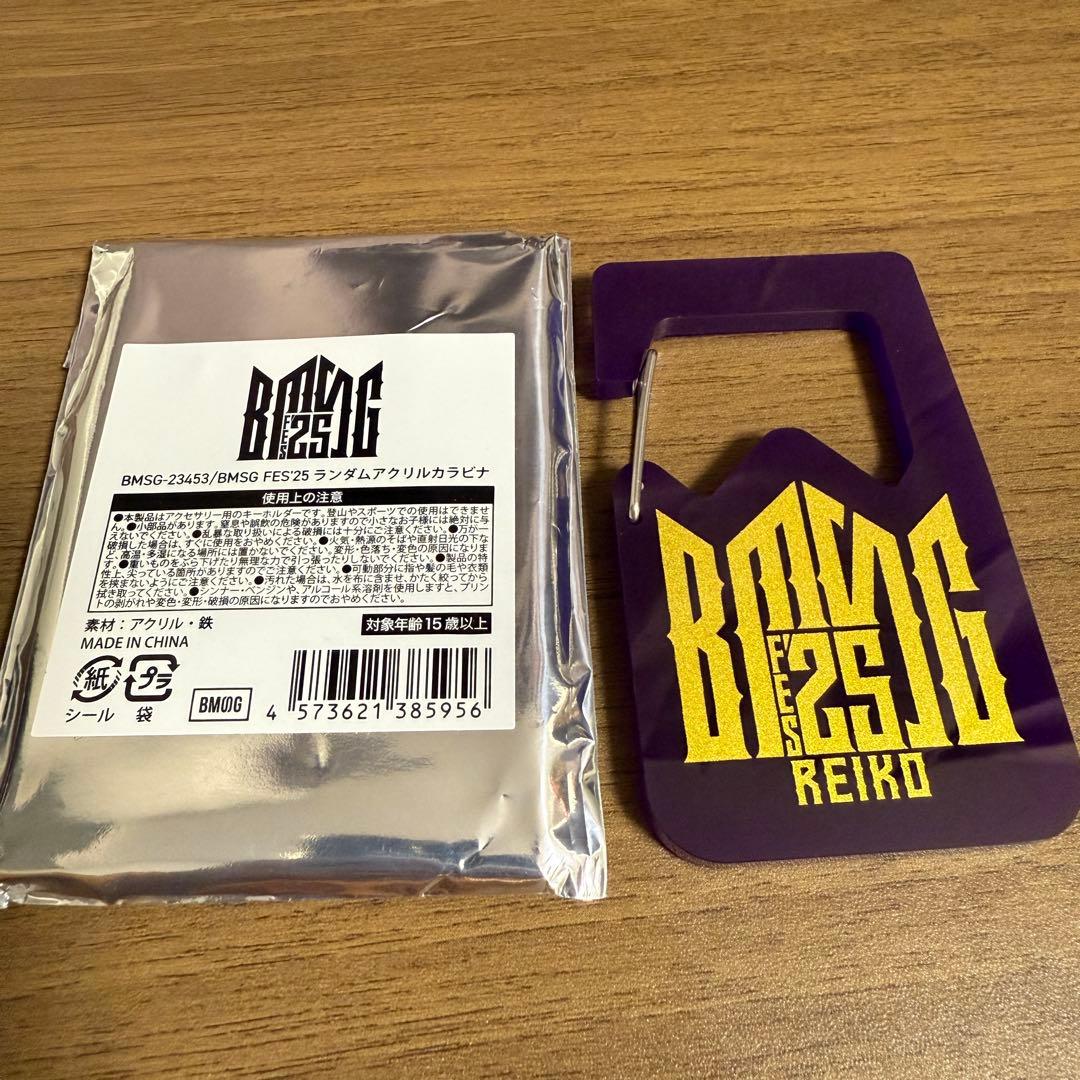 BMSG
FES
25
BMSG-23453/BMSG FES'25 ランダムアクリルカラビナ
使用上の注意
●本製品はアクセサリー用のキーホルダーです。登山やスポーツでの使用はできませ
ん。●小部品があります。窒息や誤飲の危険がありますので小さなお子様には絶対に与
えないでください。●乱暴な取り扱いによる破損には十分にご注意ください。●万が一
破損した場合は、すぐに使用をおやめください。●火気・熱源のそばや直射日光の下な
ど、高温・多湿になる場所には置かないでください。変形・色落ち・変色の原因になりま
す。●重いものをぶら下げたり無理な力で引っ張ったりしないでください。●製品の特
性上、尖っている箇所がありますのでご注意ください。●可動部分に指や髪の毛や衣類
を挟まないようにご注意ください。●汚れた場合は、水を布に含ませ、かたく絞ってから
拭き取ってください。●シンナー・ベンジンや、アルコール系溶剤を使用しますと、プリン
トの剥がれや変色・変形・破損の原因になりますのでおやめください。
素材：アクリル・鉄
対象年齢15歳以上
MADE IN CHINA
紙 プラ
シール 袋
BMSG
4 573621 385956
BMSG
FES'
25
REIKO